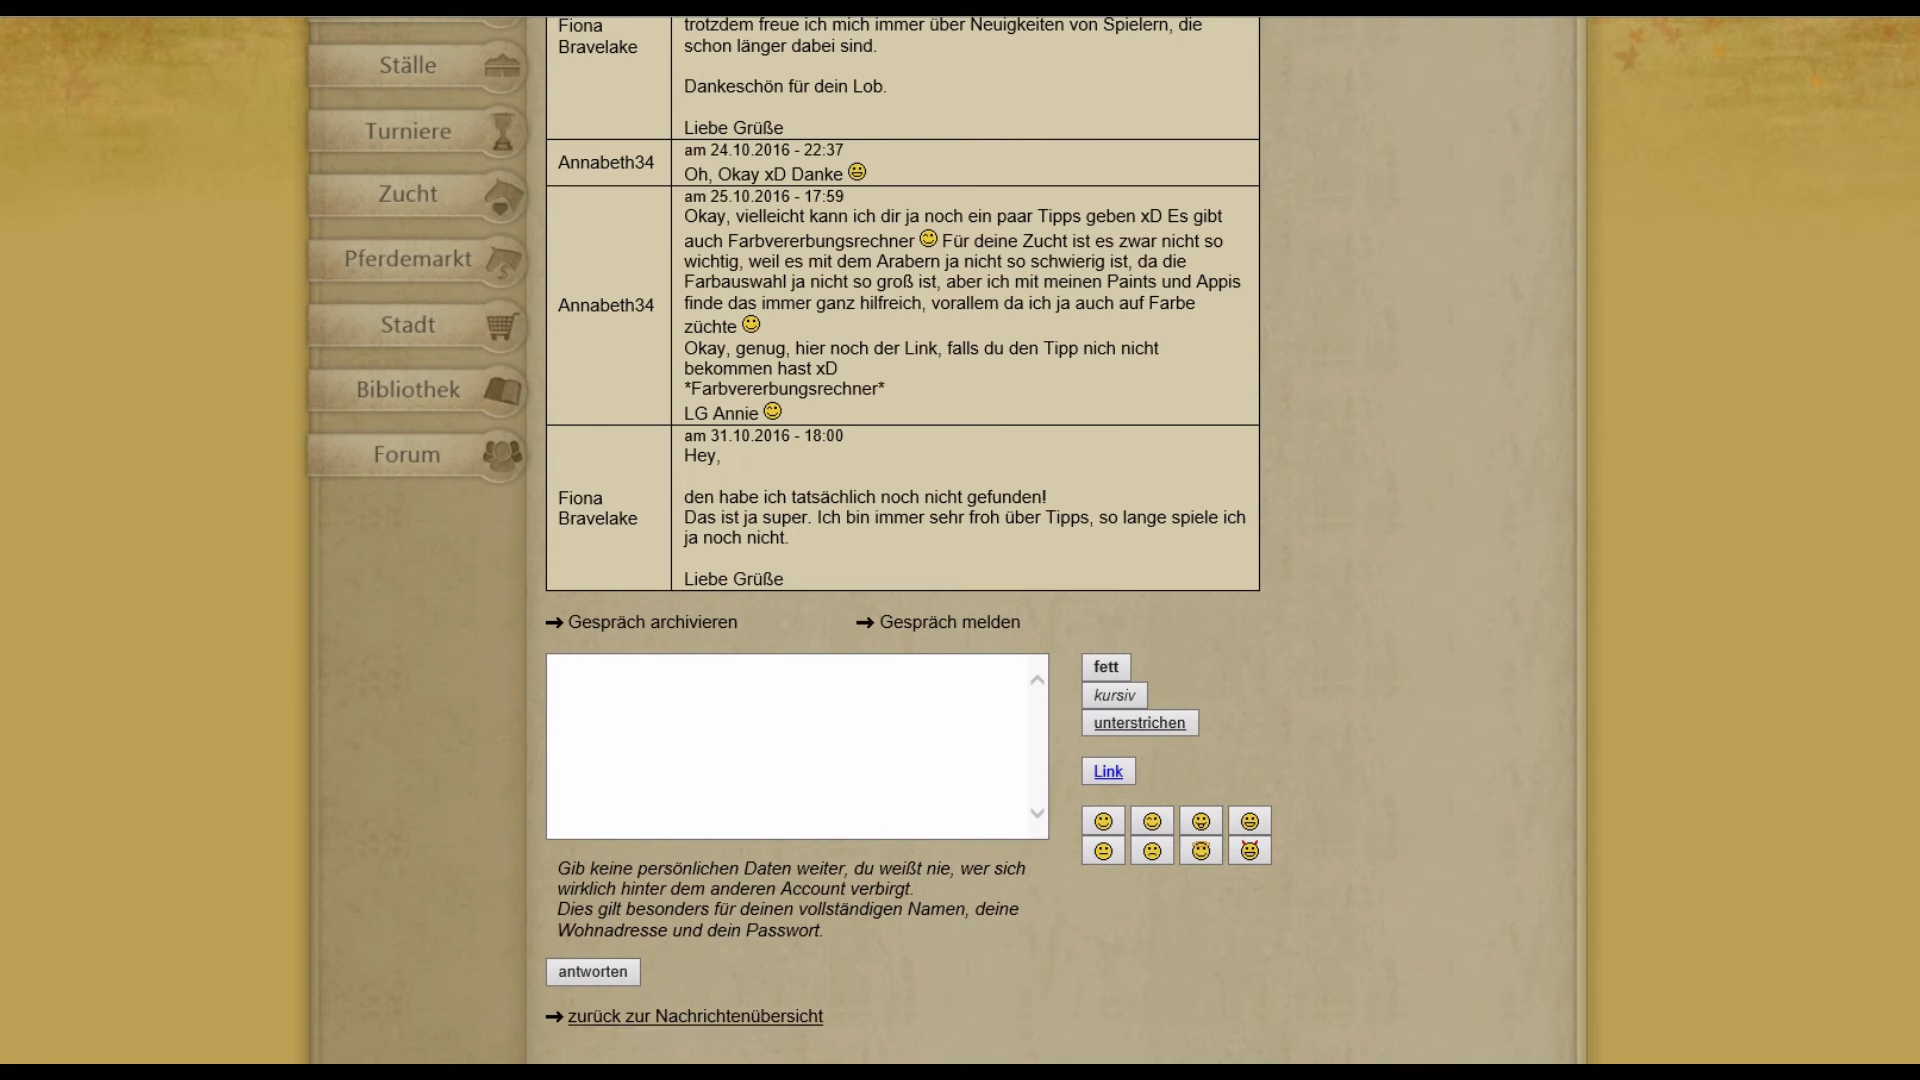 Ställe
Turniere
Zucht
Pferdemarkt
Stadt
Bibliothek
Forum
Fiona
Bravelake
trotzdem freue ich mich immer über Neuigkeiten von Spielern, die
schon länger dabei sind.
Dankeschön für dein Lob.
Liebe Grüße
Annabeth34
am 24.10.2016 - 22:37
Oh, Okay xD Danke
Annabeth34
am 25.10.2016 - 17:59
Okay, vielleicht kann ich dir ja noch ein paar Tipps geben xD Es gibt
auch Farbvererbungsrechner Für deine Zucht ist es zwar nicht so
wichtig, weil es mit dem Arabern ja nicht so schwierig ist, da die
Farbauswahl ja nicht so groß ist, aber ich mit meinen Paints und Appis
finde das immer ganz hilfreich, vorallem da ich ja auch auf Farbe
züchte
Okay, genug, hier noch der Link, falls du den Tipp nich nicht
bekommen hast xD
*Farbvererbungsrechner*
LG Annie
Fiona
Bravelake
am 31.10.2016 - 18:00
Hey,
den habe ich tatsächlich noch nicht gefunden!
Das ist ja super. Ich bin immer sehr froh über Tipps, so lange spiele ich
ja noch nicht.
Liebe Grüße
→ Gespräch archivieren → Gespräch melden
fett
kursiv
unterstrichen
Link
Gib keine persönlichen Daten weiter, du weißt nie, wer sich
wirklich hinter dem anderen Account verbirgt.
Dies gilt besonders für deinen vollständigen Namen, deine
Wohnadresse und dein Passwort.
antworten
→ zurück zur Nachrichtenübersicht